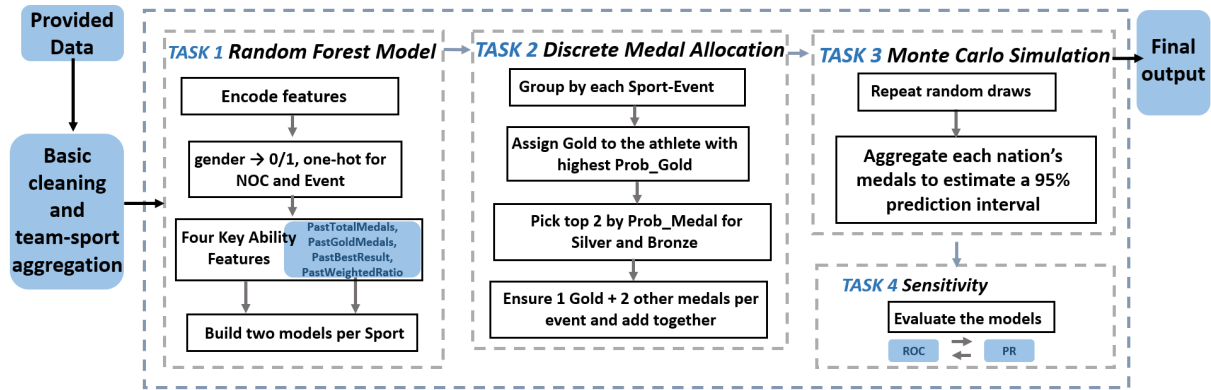 Provided
Data
Basic
cleaning
and
team-sport
aggregation
TASK 1 Random Forest Model
Encode features
gender → 0/1, one-hot for
NOC and Event
Four Key Ability
Features
PastTotalMedals,
PastGoldMedals,
PastBestResult,
PastWeightedRatio
Build two models per Sport
TASK 2 Discrete Medal Allocation
Group by each Sport-Event
Assign Gold to the athlete with
highest Prob_Gold
Pick top 2 by Prob_Medal for
Silver and Bronze
Ensure 1 Gold + 2 other medals per
event and add together
TASK 3 Monte Carlo Simulation
Repeat random draws
Aggregate each nation's
medals to estimate a 95%
prediction interval
TASK 4 Sensitivity
Evaluate the models
ROC
PR
Final
output